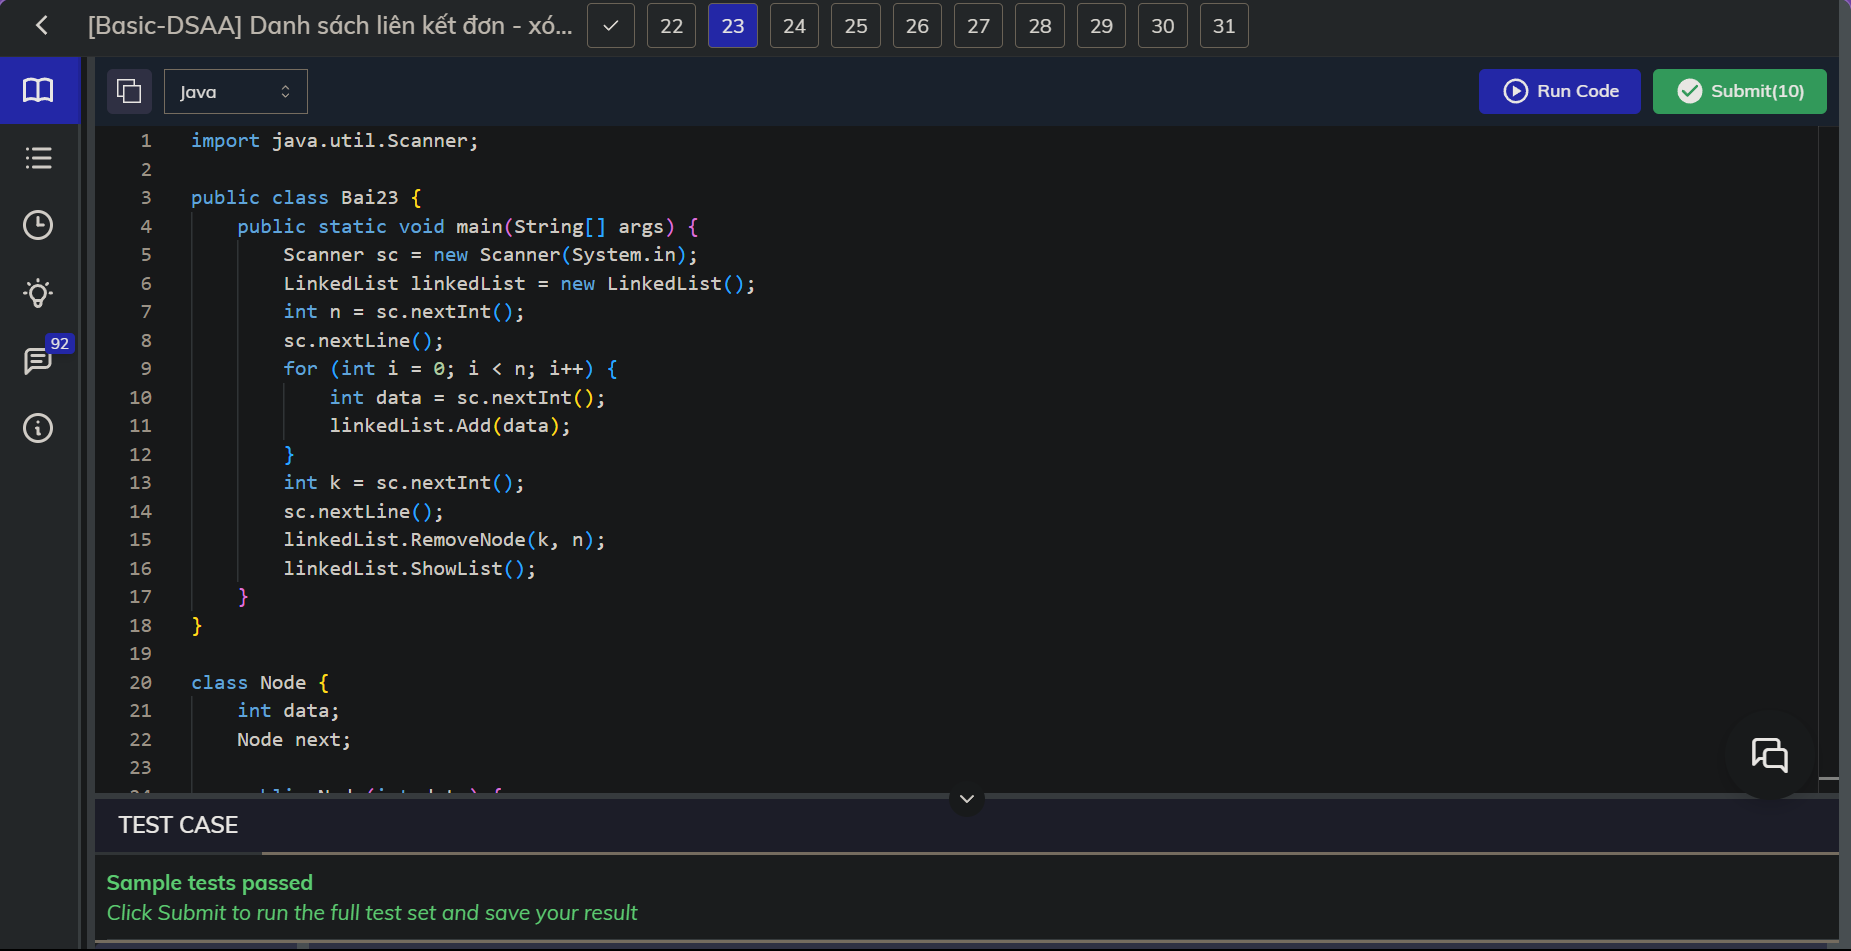 [Basic-DSAA] Danh sách liên kết đơn - xó...
22 23 24 25 26 27 28 29 30 31
Java
Run Code
Submit(10)
92
1 import java.util.Scanner;
2
3 public class Bai23 {
4 public static void main(String[] args) {
5 Scanner sc = new Scanner(System.in);
6 LinkedList linkedList = new LinkedList();
7 int n = sc.nextInt();
8 sc.nextLine();
9 for (int i = 0; i < n; i++) {
10 int data = sc.nextInt();
11 linkedList.Add(data);
12 }
13 int k = sc.nextInt();
14 sc.nextLine();
15 linkedList.RemoveNode(k, n);
16 linkedList.ShowList();
17 }
18 }
19
20 class Node {
21 int data;
22 Node next;
23
TEST CASE
Sample tests passed
Click Submit to run the full test set and save your result